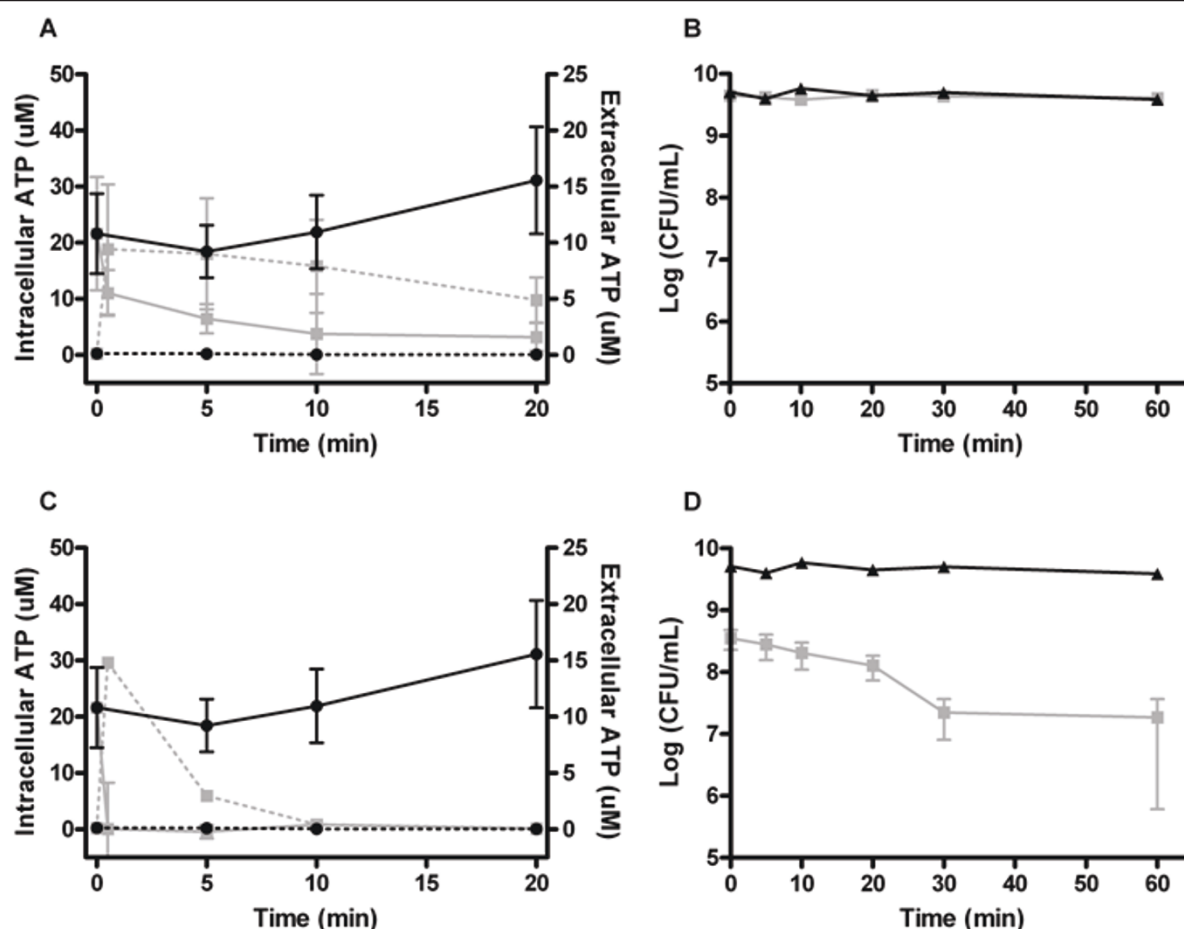 A
50
40
30
20
10
0
Intracellular ATP (uM)
25
20
15
10
5
0
Extracellular ATP (uM)
0 5 10 15 20
Time (min)
B
10
9
8
7
6
5
Log (CFU/mL)
0 10 20 30 40 50 60
Time (min)
C
50
40
30
20
10
0
Intracellular ATP (uM)
25
20
15
10
5
0
Extracellular ATP (uM)
0 5 10 15 20
Time (min)
D
10
9
8
7
6
5
Log (CFU/mL)
0 10 20 30 40 50 60
Time (min)